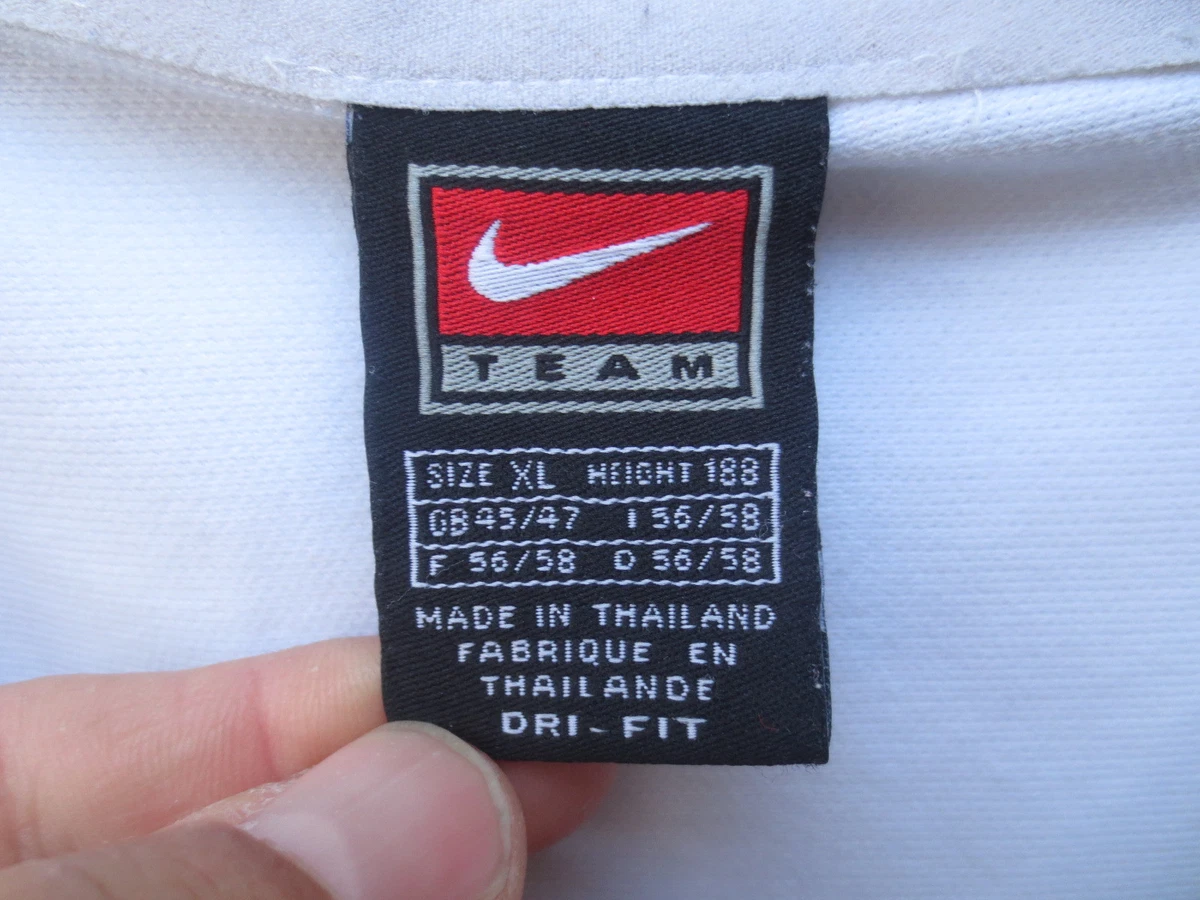 TEAM
SIZE XL HEIGHT 188
GB 45/47 I 56/58
F 56/58 D 56/58
MADE IN THAILAND
FABRIQUE EN
THAILANDE
DRI-FIT